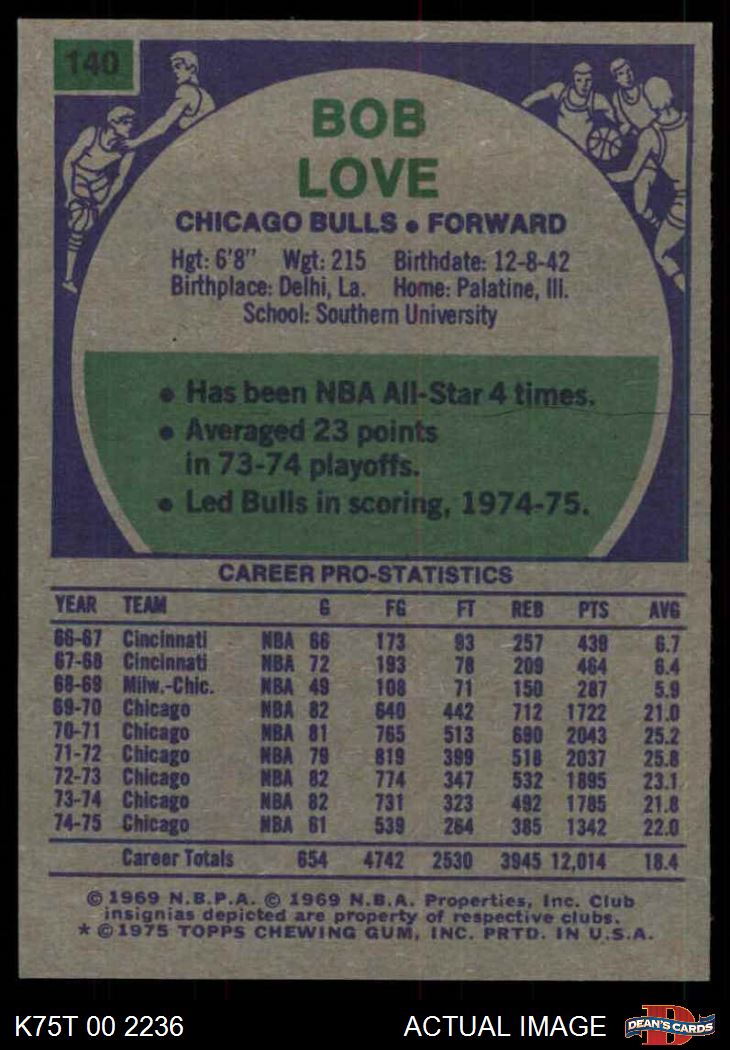 140
BOB
LOVE
CHICAGO BULLS • FORWARD
Hgt: 6'8" Wgt: 215 Birthdate: 12-8-42
Birthplace: Delhi, La. Home: Palatine, Ill.
School: Southern University
• Has been NBA All-Star 4 times.
• Averaged 23 points
in 73-74 playoffs.
• Led Bulls in scoring, 1974-75.
CAREER PRO-STATISTICS
YEAR TEAM G FG FT REB PTS AVG
66-67 Cincinnati NBA 66 173 93 257 439 6.7
67-68 Cincinnati NBA 72 193 78 209 464 6.4
68-69 Milw.-Chic. NBA 49 108 71 150 287 5.9
69-70 Chicago NBA 82 640 442 712 1722 21.0
70-71 Chicago NBA 81 765 513 690 2043 25.2
71-72 Chicago NBA 79 819 399 518 2037 25.8
72-73 Chicago NBA 82 774 347 532 1895 23.1
73-74 Chicago NBA 82 731 323 492 1785 21.8
74-75 Chicago NBA 61 539 264 385 1342 22.0
Career Totals 654 4742 2530 3945 12,014 18.4
© 1969 N.B.P.A. © 1969 N.B.A. Properties, Inc. Club
insignias depicted are property of respective clubs.
* © 1975 TOPPS CHEWING GUM, INC. PRTD. IN U.S.A.
K75T 00 2236 ACTUAL IMAGE
D
DEAN'S CARDS